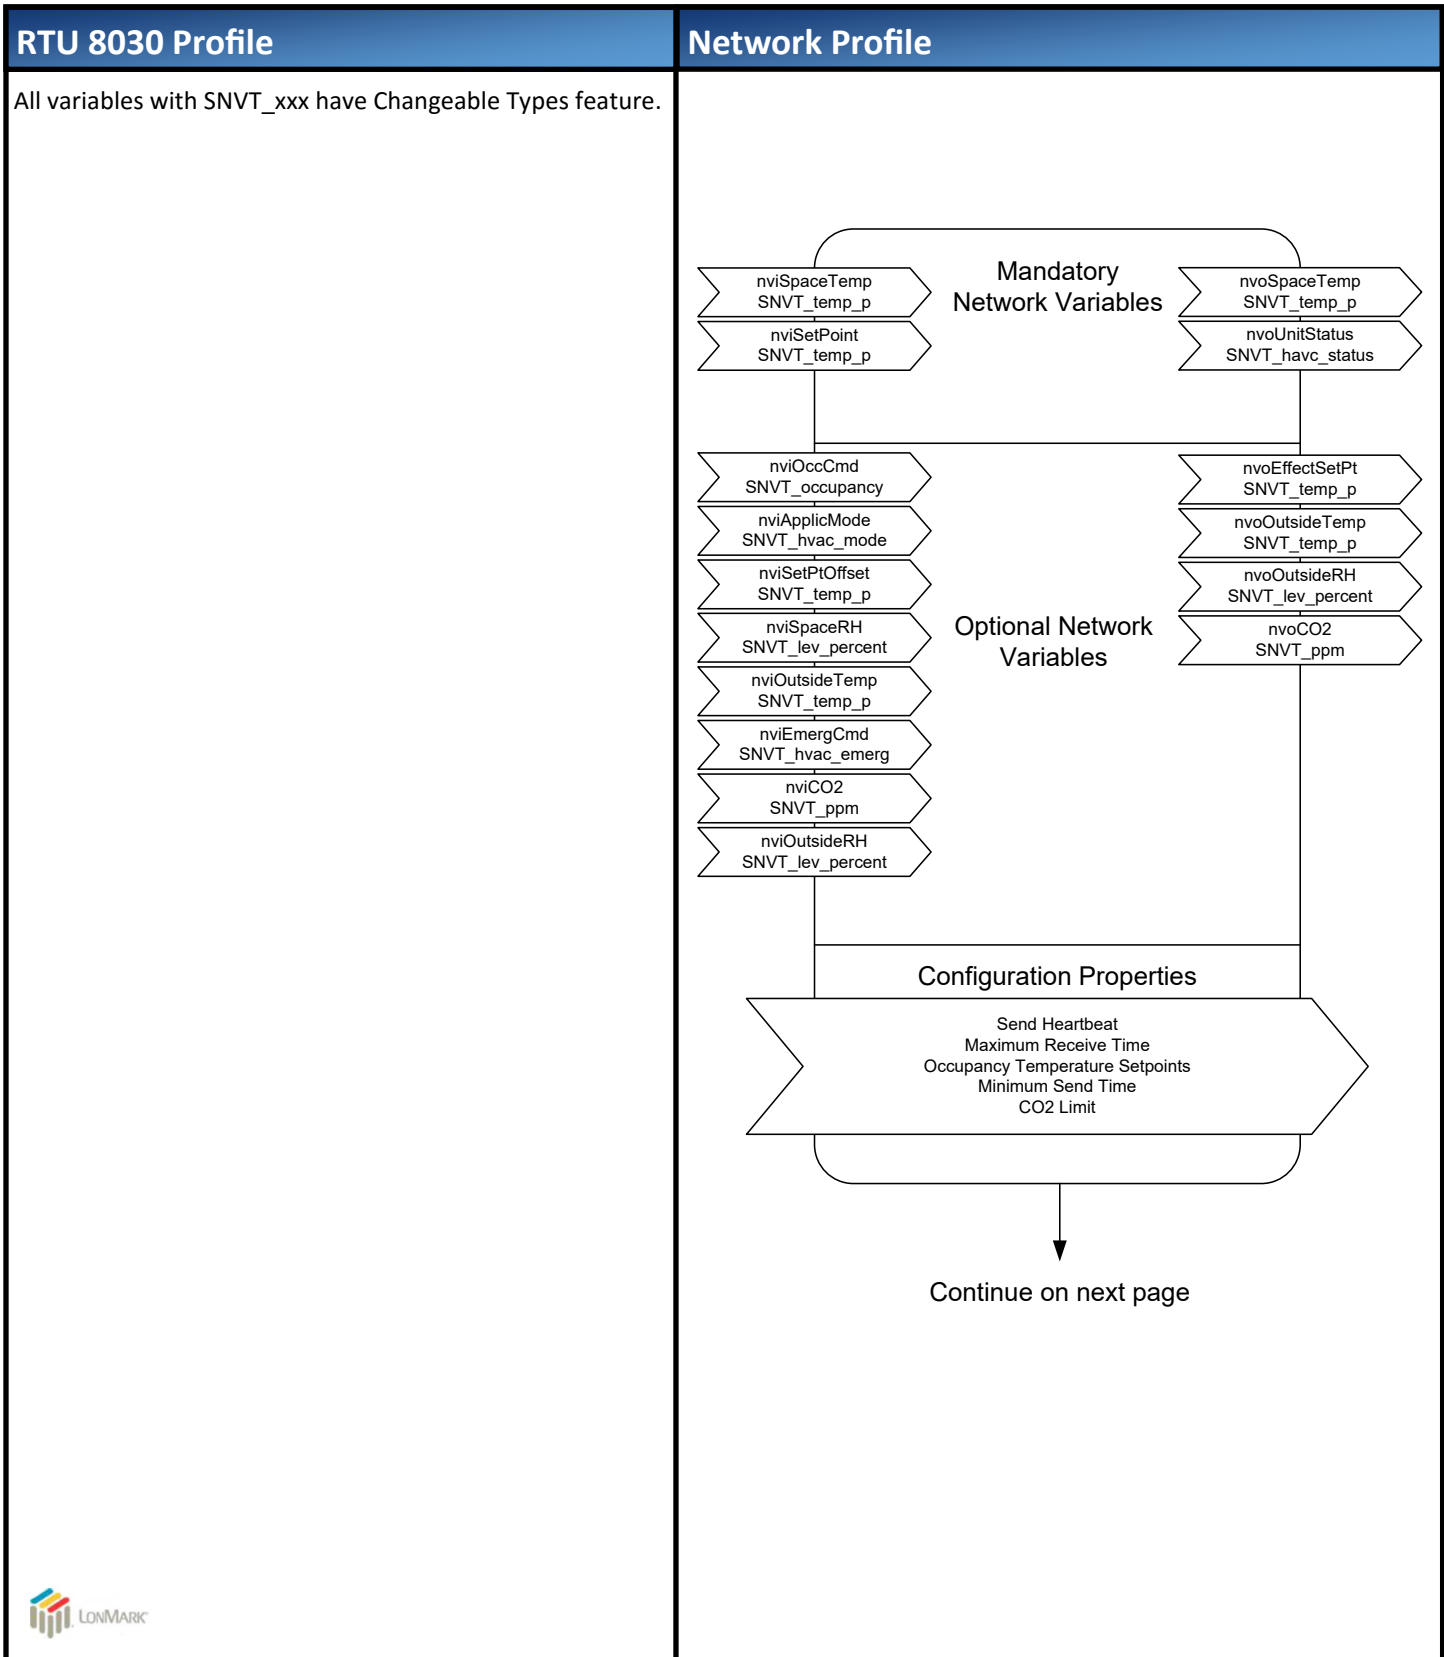 RTU 8030 Profile
Network Profile
All variables with SNVT_xxx have Changeable Types feature.
Mandatory
Network Variables
nviSpaceTemp
SNVT_temp_p
nviSetPoint
SNVT_temp_p
nvoSpaceTemp
SNVT_temp_p
nvoUnitStatus
SNVT_havc_status
Optional Network
Variables
nviOccCmd
SNVT_occupancy
nviApplicMode
SNVT_hvac_mode
nviSetPtOffset
SNVT_temp_p
nviSpaceRH
SNVT_lev_percent
nviOutsideTemp
SNVT_temp_p
nviEmergCmd
SNVT_hvac_emerg
nviCO2
SNVT_ppm
nviOutsideRH
SNVT_lev_percent
nvoEffectSetPt
SNVT_temp_p
nvoOutsideTemp
SNVT_temp_p
nvoOutsideRH
SNVT_lev_percent
nvoCO2
SNVT_ppm
Configuration Properties
Send Heartbeat
Maximum Receive Time
Occupancy Temperature Setpoints
Minimum Send Time
CO2 Limit
Continue on next page
LONMARK